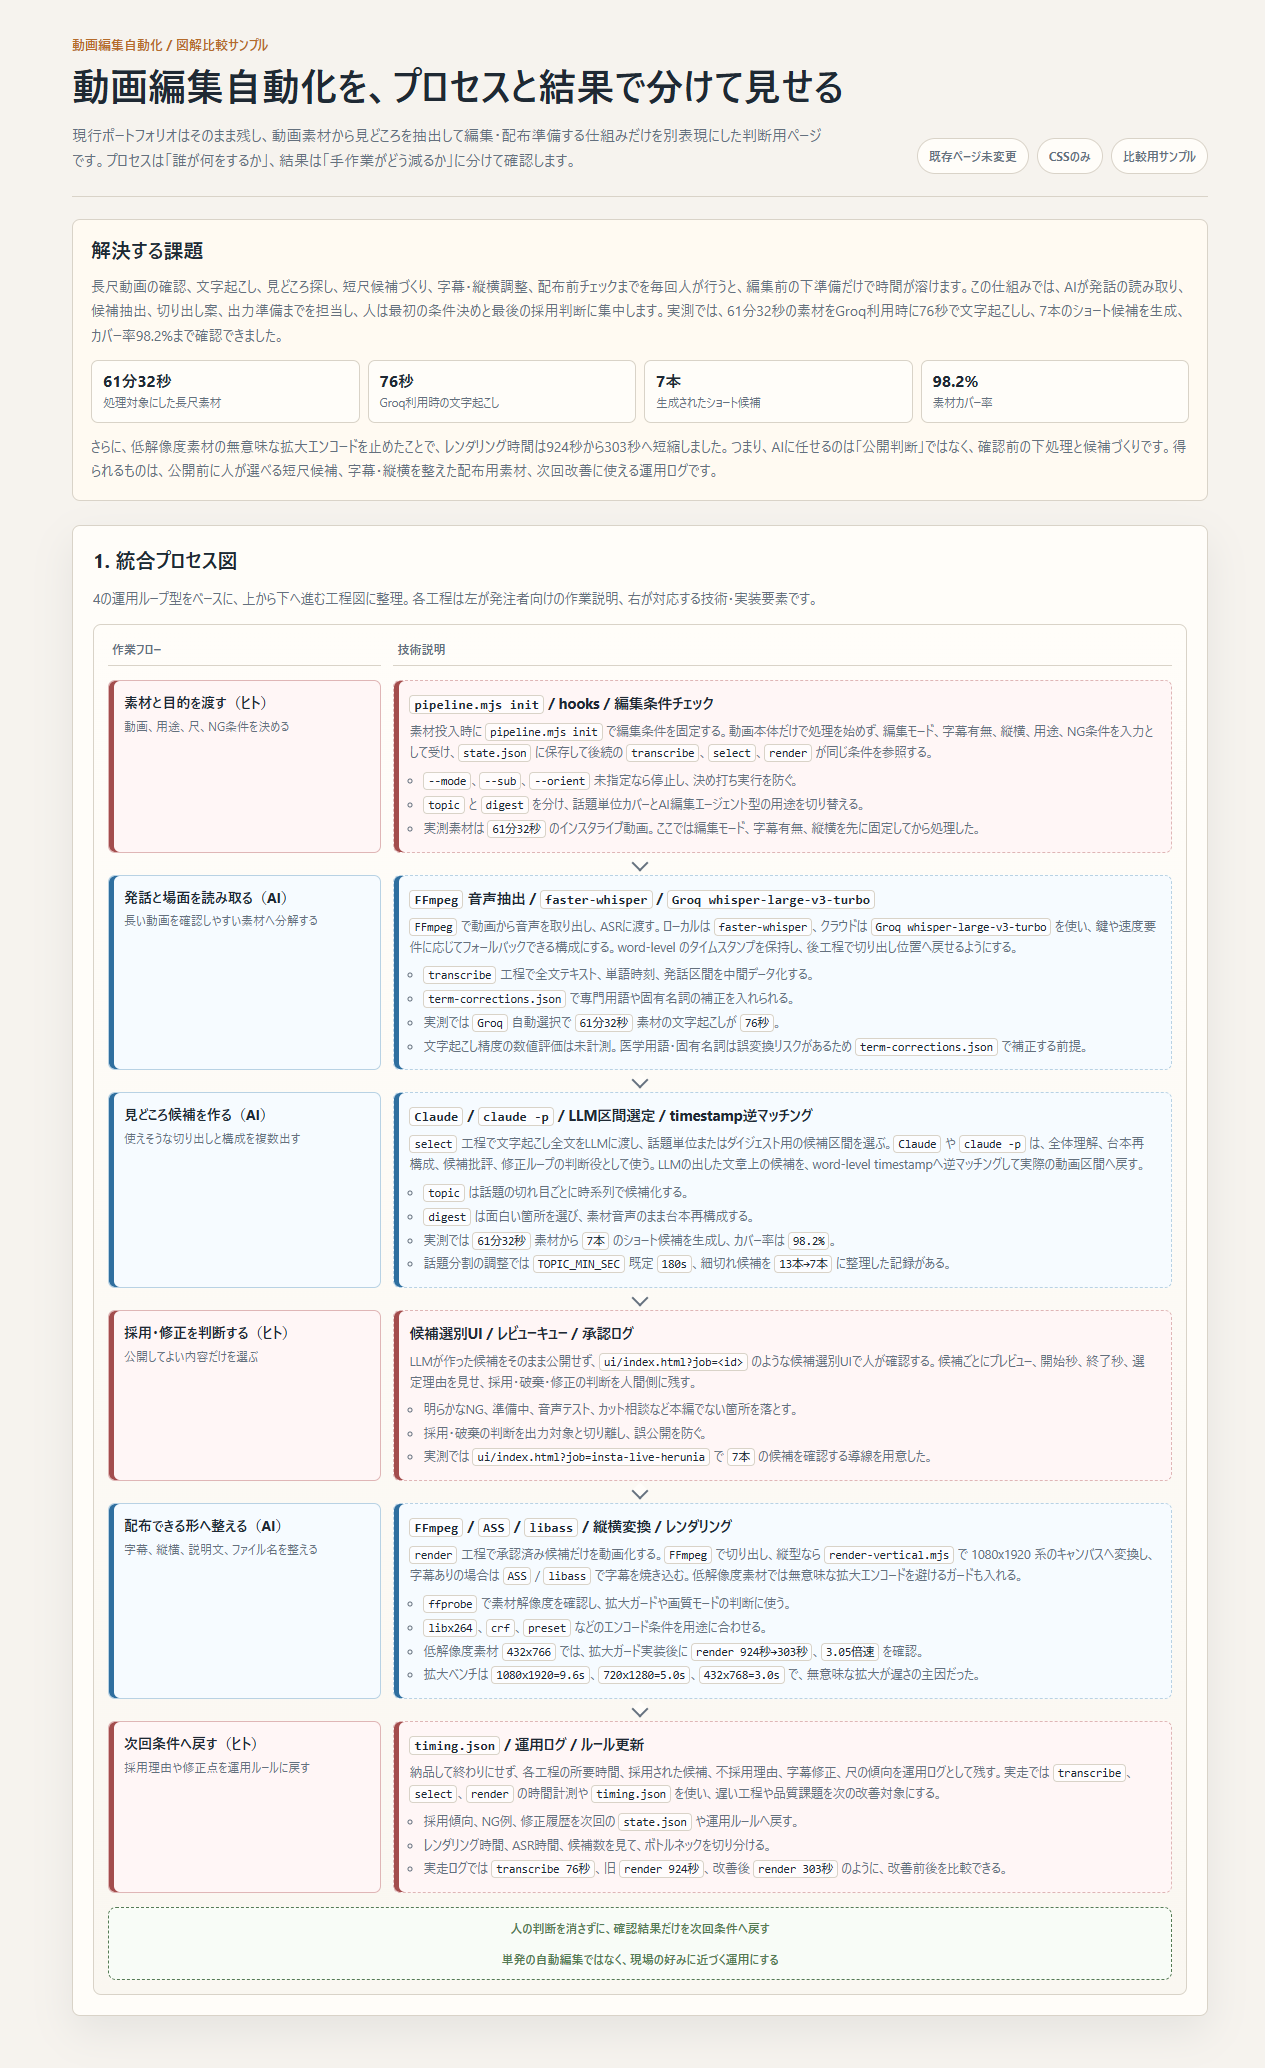 動画編集自動化 / 図解比較サンプル
動画編集自動化を、プロセスと結果で分けて見せる
現行ポートフォリオはそのまま残し、動画素材から見どころを抽出して編集・配布準備する仕組みだけを別表現にした判断用ページ
です。プロセスは「誰が何をするか」、結果は「手作業がどう減るか」に分けて確認します。
既存ページ未変更
CSSのみ
比較用サンプル
解決する課題
長尺動画の確認、文字起こし、見どころ探し、短尺候補づくり、字幕・縦横調整、配布前チェックまでを毎回人が行うと、編集前の下準備だけで時間が溶けます。この仕組みでは、AIが発話の読み取り、
候補抽出、切り出し案、出力準備までを担当し、人は最初の条件決めと最後の採用判断に集中します。実測では、61分32秒の素材をGroq利用時に76秒で文字起こしし、7本のショート候補を生成、
カバー率98.2%まで確認できました。
61分32秒
処理対象にした長尺素材
76秒
Groq利用時の文字起こし
7本
生成されたショート候補
98.2%
素材カバー率
さらに、低解像度素材の無意味な拡大エンコードを止めたことで、レンダリング時間は924秒から303秒へ短縮しました。つまり、AIに任せるのは「公開判断」ではなく、確認前の下処理と候補づくりです。得
られるものは、公開前に人が選べる短尺候補、字幕・縦横を整えた配布用素材、次回改善に使える運用ログです。
1. 統合プロセス図
4の運用ループ型をベースに、上から下へ進む工程図に整理。各工程は左が発注者向けの作業説明、右が対応する技術・実装要素です。
作業フロー
技術説明
素材と目的を渡す（ヒト）
動画、用途、尺、NG条件を決める
pipeline.mjs init / hooks / 編集条件チェック
素材投入時に pipeline.mjs init で編集条件を固定する。動画本体だけで処理を始めず、編集モード、字幕有無、縦横、用途、NG条件を入力と
して受け、state.json に保存して後続の transcribe、select、render が同じ条件を参照する。
--mode、--sub、--orient 未指定なら停止し、決め打ち実行を防ぐ。
topic と digest を分け、話題単位カバーとAI編集エージェント型の用途を切り替える。
実測素材は 61分32秒 のインスタライブ動画。ここでは編集モード、字幕有無、縦横を先に固定してから処理した。
発話と場面を読み取る（AI）
長い動画を確認しやすい素材へ分解する
FFmpeg 音声抽出 / faster-whisper / Groq whisper-large-v3-turbo
FFmpeg で動画から音声を取り出し、ASRに渡す。ローカルは faster-whisper、クラウドは Groq whisper-large-v3-turbo を使い、鍵や速度要
件に応じてフォールバックできる構成にする。word-level のタイムスタンプを保持し、後工程で切り出し位置へ戻せるようにする。
transcribe 工程で全文テキスト、単語時刻、発話区間を中間データ化する。
term-corrections.json で専門用語や固有名詞の補正を入れられる。
実測では Groq 自動選択で 61分32秒 素材の文字起こしが 76秒。
文字起こし精度の数値評価は未計測。医学用語・固有名詞は誤変換リスクがあるため term-corrections.json で補正する前提。
見どころ候補を作る（AI）
使えそうな切り出しと構成を複数出す
Claude / claude -p / LLM区間選定 / timestamp逆マッチング
select 工程で文字起こし全文をLLMに渡し、話題単位またはダイジェスト用の候補区間を選ぶ。Claude や claude -p は、全体理解、台本再
構成、候補批評、修正ループの判断役として使う。LLMの出した文章上の候補を、word-level timestampへ逆マッチングして実際の動画区間へ戻す。
topic は話題の切れ目ごとに時系列で候補化する。
digest は面白い箇所を選び、素材音声のまま台本再構成する。
実測では 61分32秒 素材から 7本 のショート候補を生成し、カバー率は 98.2%。
話題分割の調整では TOPIC_MIN_SEC 既定 180s、細切れ候補を 13本→7本 に整理した記録がある。
採用・修正を判断する（ヒト）
公開してよい内容だけを選ぶ
候補選別UI / レビューキュー / 承認ログ
LLMが作った候補をそのまま公開せず、ui/index.html?job=<id> のような候補選別UIで人が確認する。候補ごとにプレビュー、開始秒、終了秒、選
定理由を見せ、採用・破棄・修正の判断を人間側に残す。
明らかなNG、準備中、音声テスト、カット相談など本編でない箇所を落とす。
採用・破棄の判断を出力対象と切り離し、誤公開を防ぐ。
実測では ui/index.html?job=insta-live-herunia で 7本 の候補を確認する導線を用意した。
配布できる形へ整える（AI）
字幕、縦横、説明文、ファイル名を整える
FFmpeg / ASS / libass / 縦横変換 / レンダリング
render 工程で承認済み候補だけを動画化する。FFmpeg で切り出し、縦型なら render-vertical.mjs で 1080x1920 系のキャンバスへ変換し、
字幕ありの場合は ASS / libass で字幕を焼き込む。低解像度素材では無意味な拡大エンコードを避けるガードも入れる。
ffprobe で素材解像度を確認し、拡大ガードや画質モードの判断に使う。
libx264、crf、preset などのエンコード条件を用途に合わせる。
低解像度素材 432x766 では、拡大ガード実装後に render 924秒→303秒、3.05倍速 を確認。
拡大ベンチは 1080x1920=9.6s、720x1280=5.0s、432x768=3.0s で、無意味な拡大が遅さの主因だった。
次回条件へ戻す（ヒト）
採用理由や修正点を運用ルールに戻す
timing.json / 運用ログ / ルール更新
納品して終わりにせず、各工程の所要時間、採用された候補、不採用理由、字幕修正、尺の傾向を運用ログとして残す。実走では transcribe、
select、render の時間計測や timing.json を使い、遅い工程や品質課題を次の改善対象にする。
採用傾向、NG例、修正履歴を次回の state.json や運用ルールへ戻す。
レンダリング時間、ASR時間、候補数を見て、ボトルネックを切り分ける。
実走ログでは transcribe 76秒、旧 render 924秒、改善後 render 303秒 のように、改善前後を比較できる。
人の判断を消さずに、確認結果だけを次回条件へ戻す
単発の自動編集ではなく、現場の好みに近づく運用にする